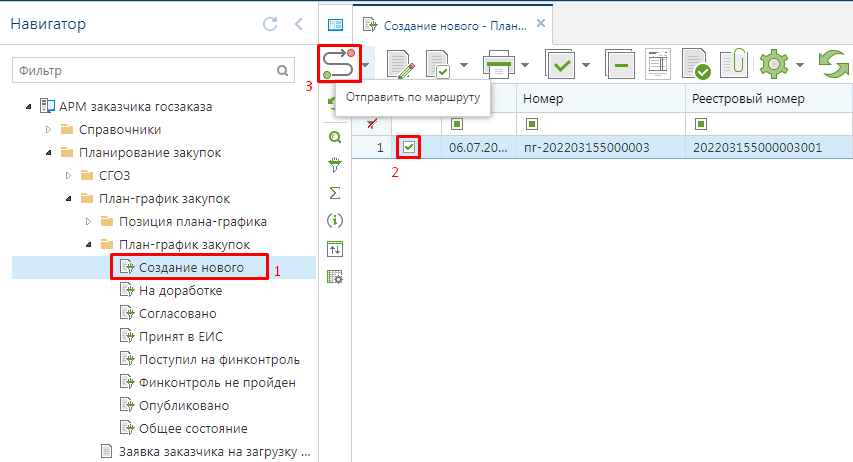 Навигатор
Создание нового - План...
Фильтр
3
Отправить по маршруту
Номер
Реестровый номер
АРМ заказчика госзаказа
Справочники
Планирование закупок
1
06.07.20...
пг-202203155000003
202203155000003001
2
СГОЗ
План-график закупок
Позиция плана-графика
План-график закупок
Создание нового
1
На доработке
Согласовано
Принят в ЕИС
Поступил на финконтроль
Финконтроль не пройден
Опубликовано
Общее состояние
Заявка заказчика на загрузку ...